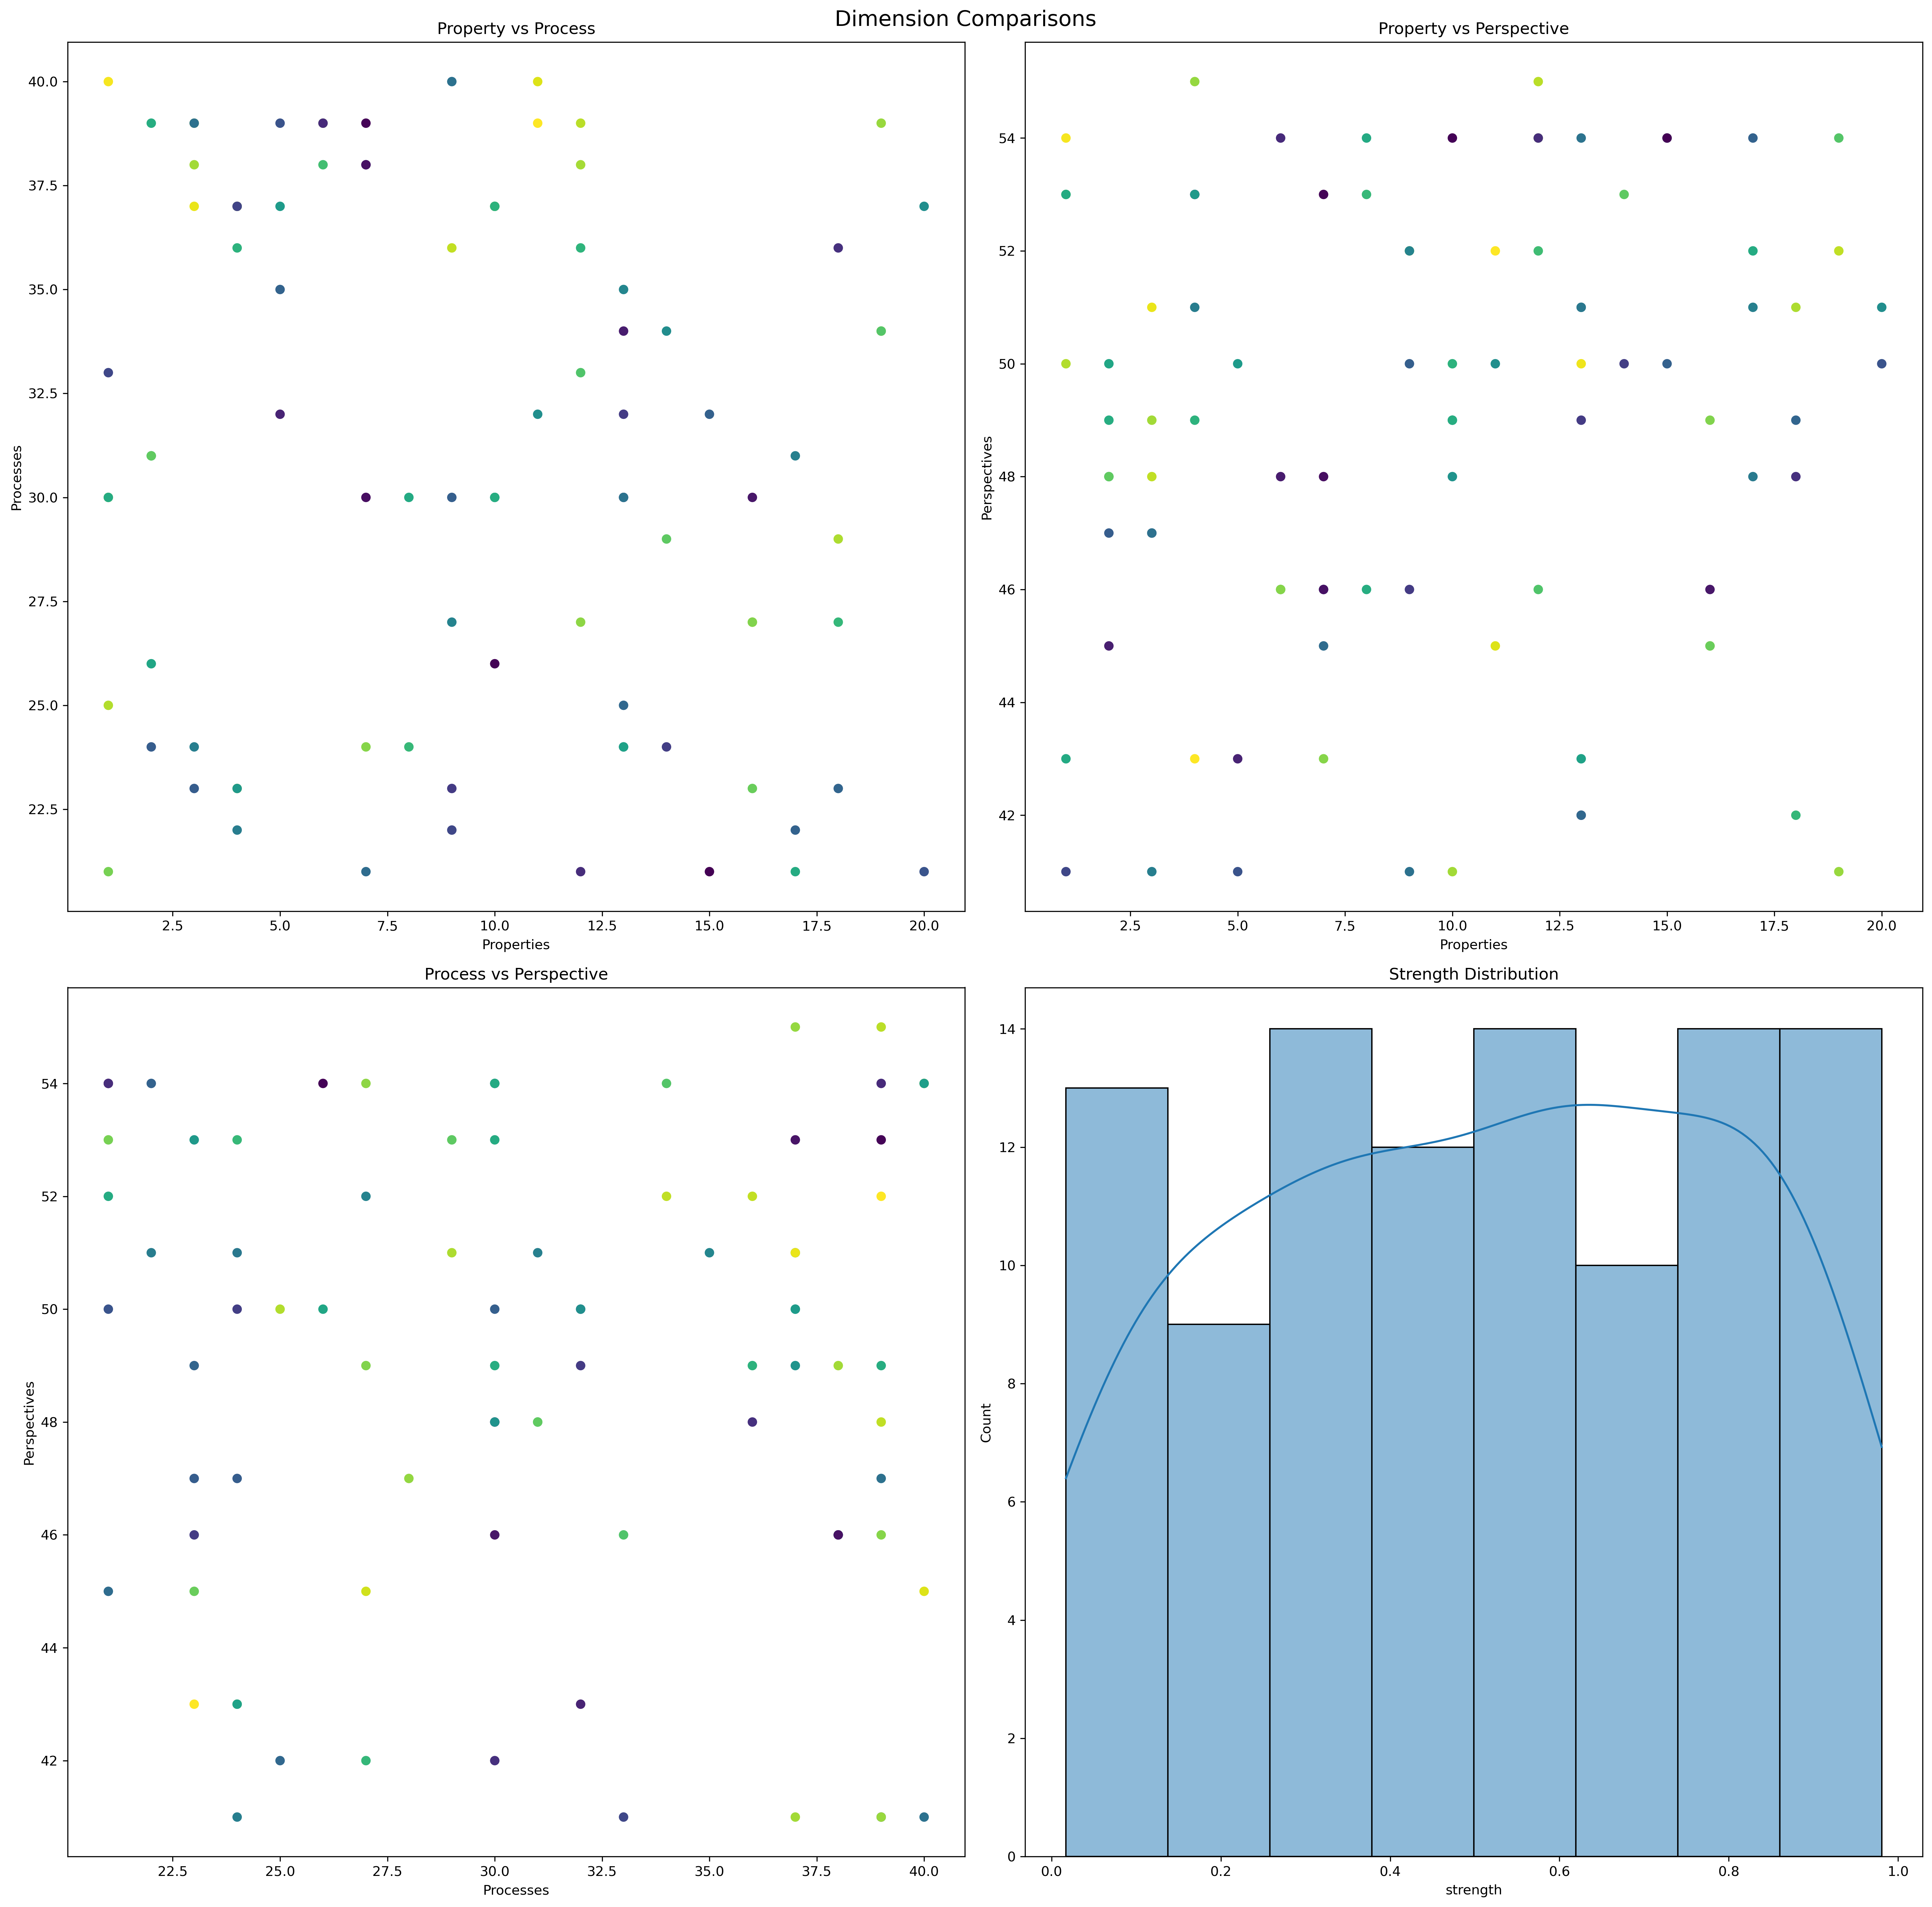 Dimension Comparisons
Property vs Process
40.0
37.5
35.0
32.5
30.0
27.5
25.0
22.5
Processes
2.5 5.0 7.5 10.0 12.5 15.0 17.5 20.0
Properties
Property vs Perspective
54
52
50
48
46
44
42
Perspectives
2.5 5.0 7.5 10.0 12.5 15.0 17.5 20.0
Properties
Process vs Perspective
54
52
50
48
46
44
42
Perspectives
22.5 25.0 27.5 30.0 32.5 35.0 37.5 40.0
Processes
Strength Distribution
14
12
10
8
6
4
2
0
Count
0.0 0.2 0.4 0.6 0.8 1.0
strength